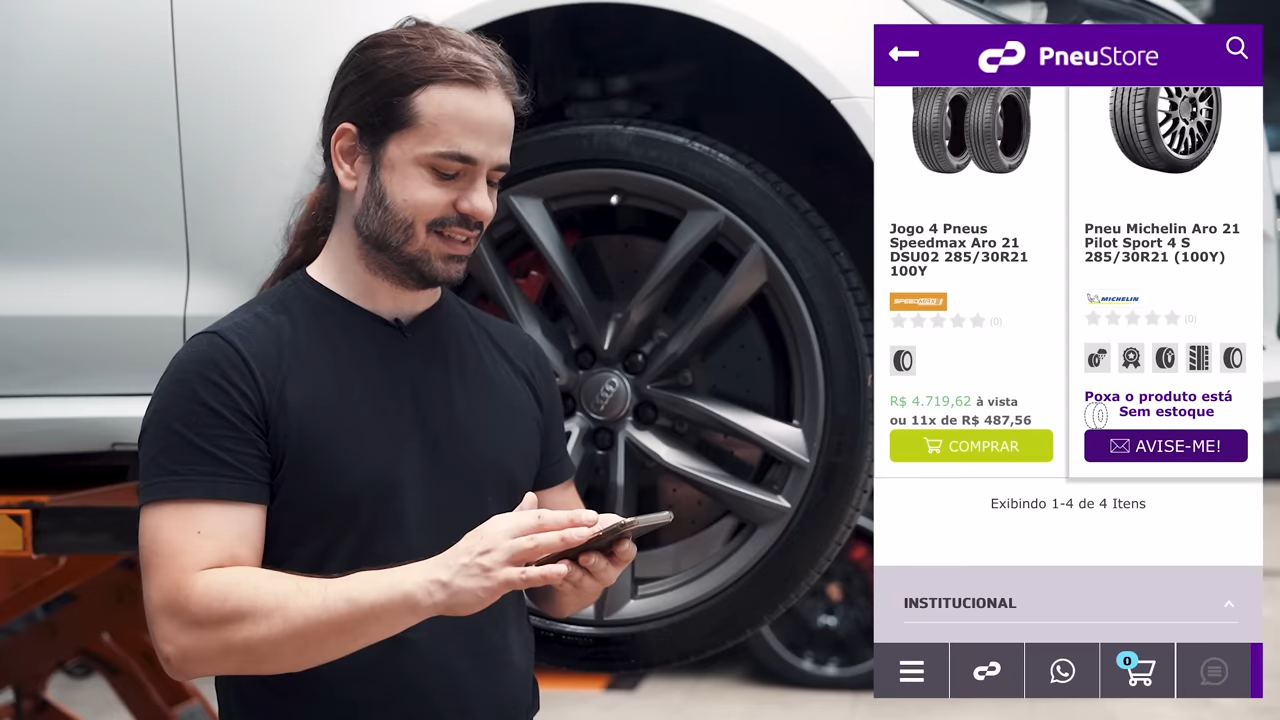 PneuStore
Jogo 4 Pneus
Speedmax Aro 21
DSU02 285/30R21
100Y
SPEEDMAX
(0)
R$ 4.719,62 à vista
ou 11x de R$ 487,56
COMPRAR
Pneu Michelin Aro 21
Pilot Sport 4 S
285/30R21 (100Y)
MICHELIN
(0)
Poxa o produto está
Sem estoque
AVISE-ME!
Exibindo 1-4 de 4 Itens
INSTITUCIONAL
0